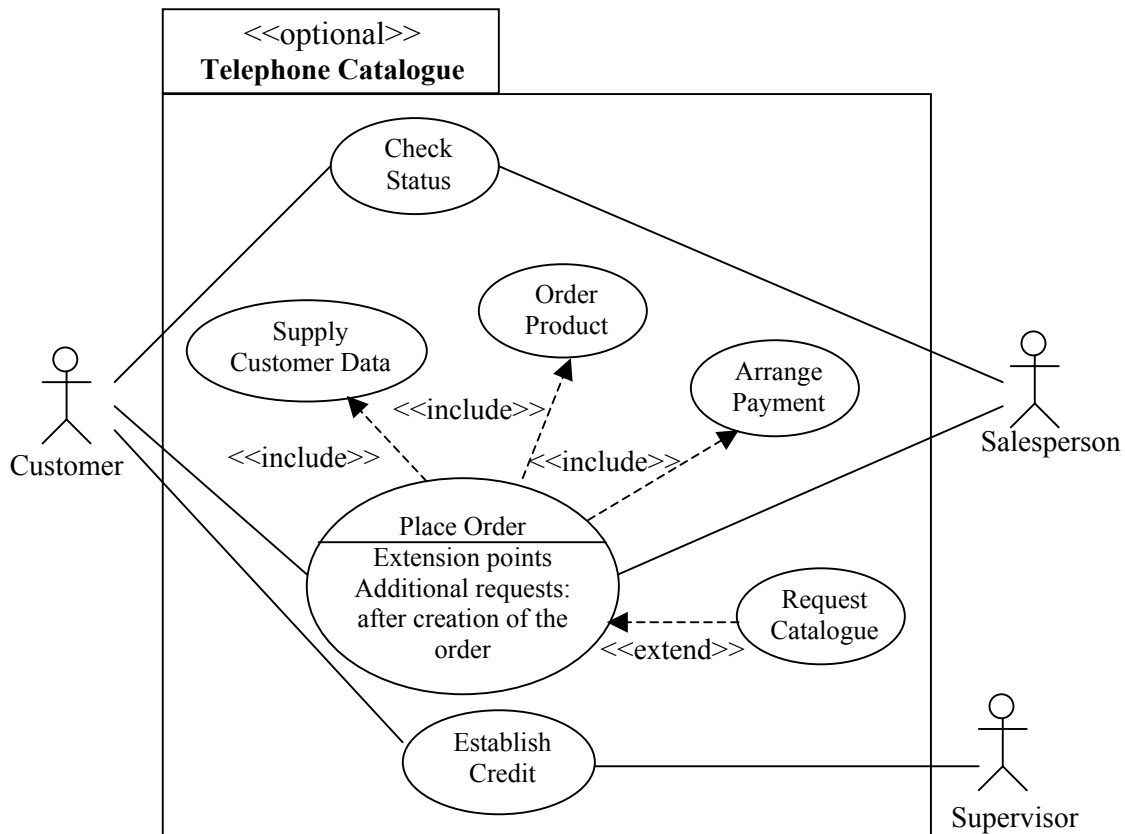 <<optional>>
Telephone Catalogue
Check
Status
Order
Product
Supply
Customer Data
Arrange
Payment
<<include>>
<<include>>
<<include>>
Customer
Salesperson
Place Order
Extension points
Additional requests:
after creation of the
order
Request
Catalogue
<<extend>>
Establish
Credit
Supervisor